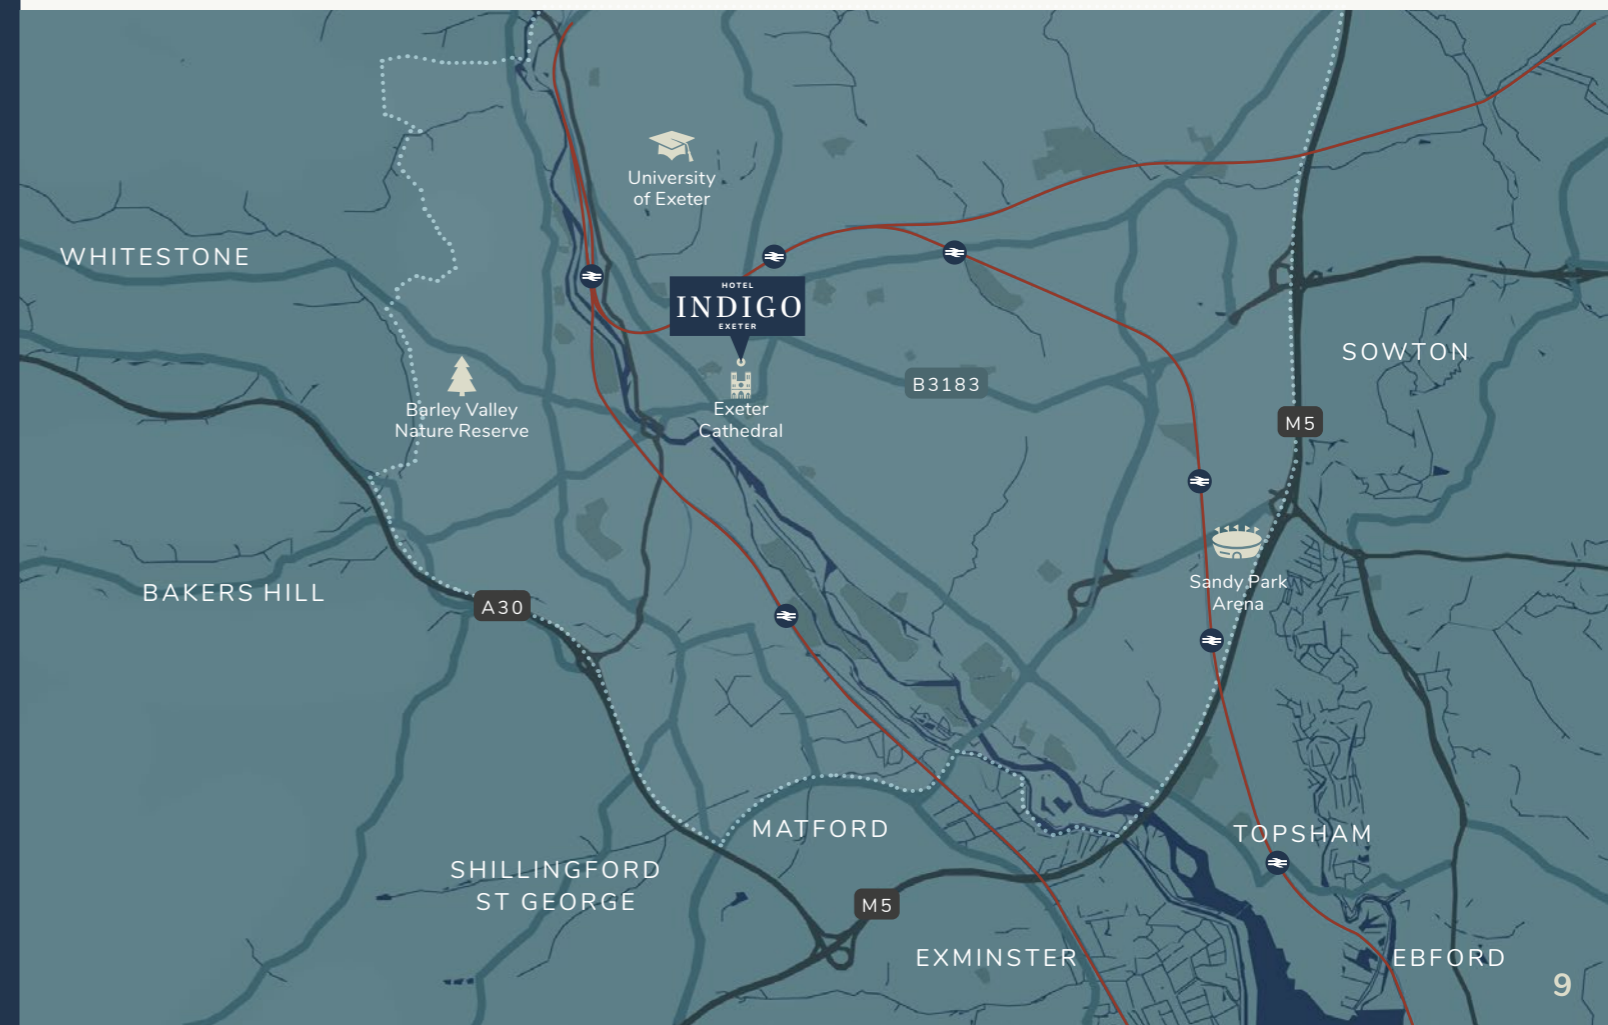 University
of Exeter
WHITESTONE
HOTEL
INDIGO
EXETER
SOWTON
B3183
Barley Valley
Nature Reserve
Exeter
Cathedral
M5
Sandy Park
Arena
BAKERS HILL
A30
MATFORD
TOPSHAM
SHILLINGFORD
ST GEORGE
M5
EXMINSTER
EBFORD
9